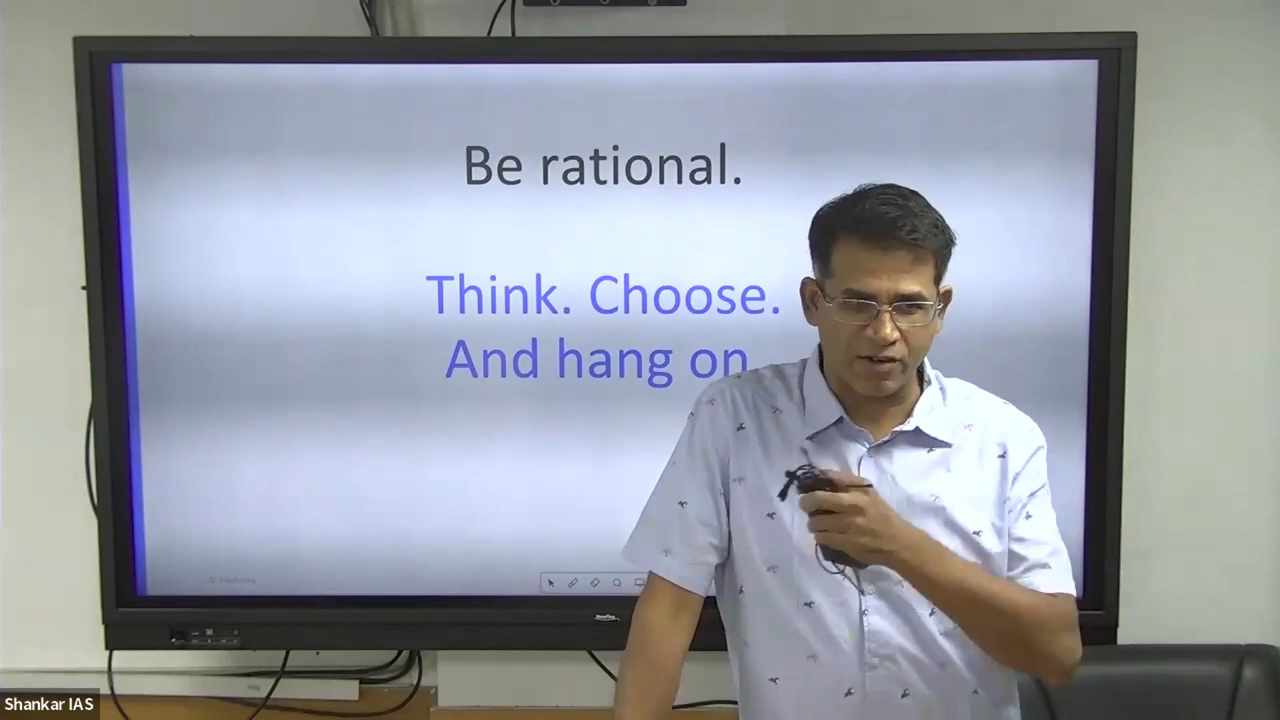 Be rational.
Think. Choose.
And hang on
Shankar IAS